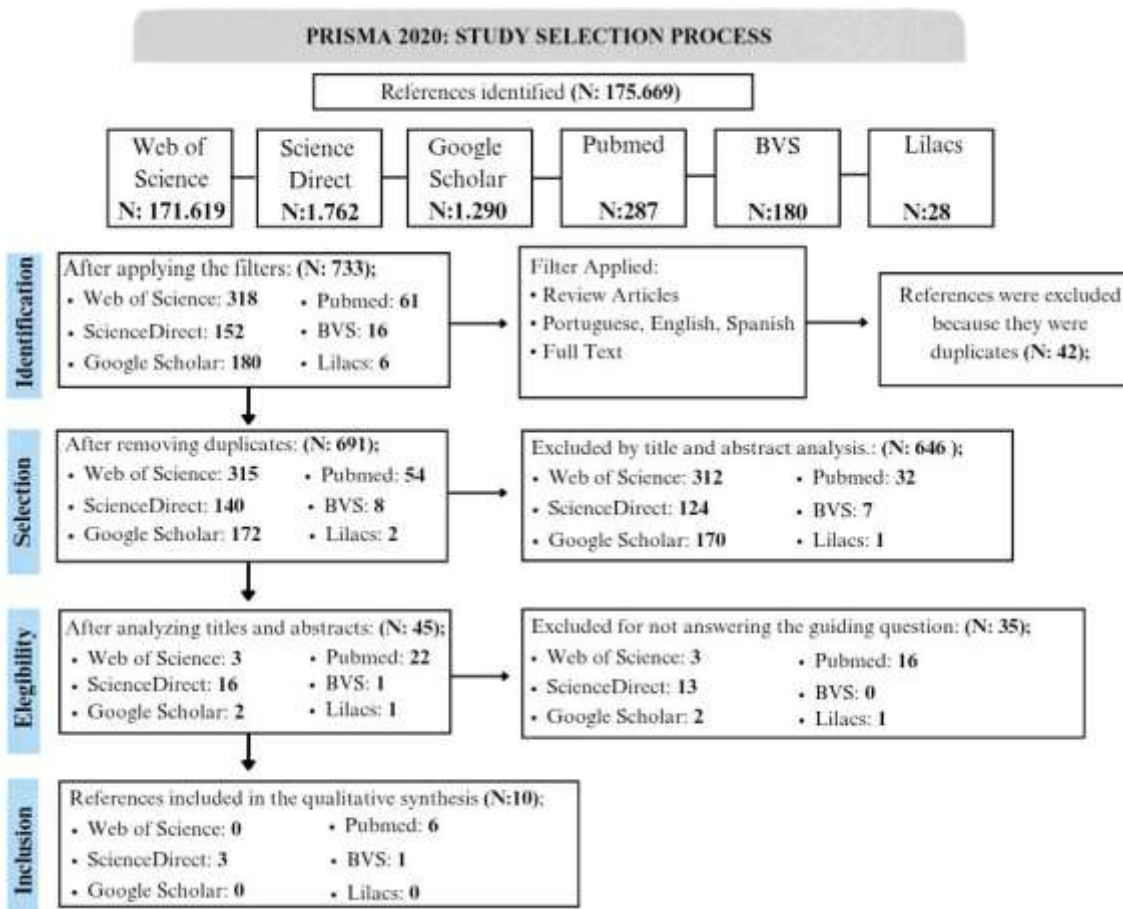 PRISMA 2020: STUDY SELECTION PROCESS
References identified (N: 175.669)
Web of
Science
N: 171.619
Science
Direct
N:1.762
Google
Scholar
N:1.290
Pubmed
N:287
BVS
N:180
Lilacs
N:28
Identification
After applying the filters: (N: 733);
• Web of Science: 318
• ScienceDirect: 152
• Google Scholar: 180
• Pubmed: 61
• BVS: 16
• Lilacs: 6
Filter Applied:
• Review Articles
• Portuguese, English, Spanish
• Full Text
References were excluded
because they were
duplicates (N: 42);
Selection
After removing duplicates: (N: 691);
• Web of Science: 315
• ScienceDirect: 140
• Google Scholar: 172
• Pubmed: 54
• BVS: 8
• Lilacs: 2
Excluded by title and abstract analysis.: (N: 646 );
• Web of Science: 312
• ScienceDirect: 124
• Google Scholar: 170
• Pubmed: 32
• BVS: 7
• Lilacs: 1
Elegibility
After analyzing titles and abstracts: (N: 45);
• Web of Science: 3
• ScienceDirect: 16
• Google Scholar: 2
• Pubmed: 22
• BVS: 1
• Lilacs: 1
Excluded for not answering the guiding question: (N: 35);
• Web of Science: 3
• ScienceDirect: 13
• Google Scholar: 2
• Pubmed: 16
• BVS: 0
• Lilacs: 1
Inclusion
References included in the qualitative synthesis (N:10);
• Web of Science: 0
• ScienceDirect: 3
• Google Scholar: 0
• Pubmed: 6
• BVS: 1
• Lilacs: 0